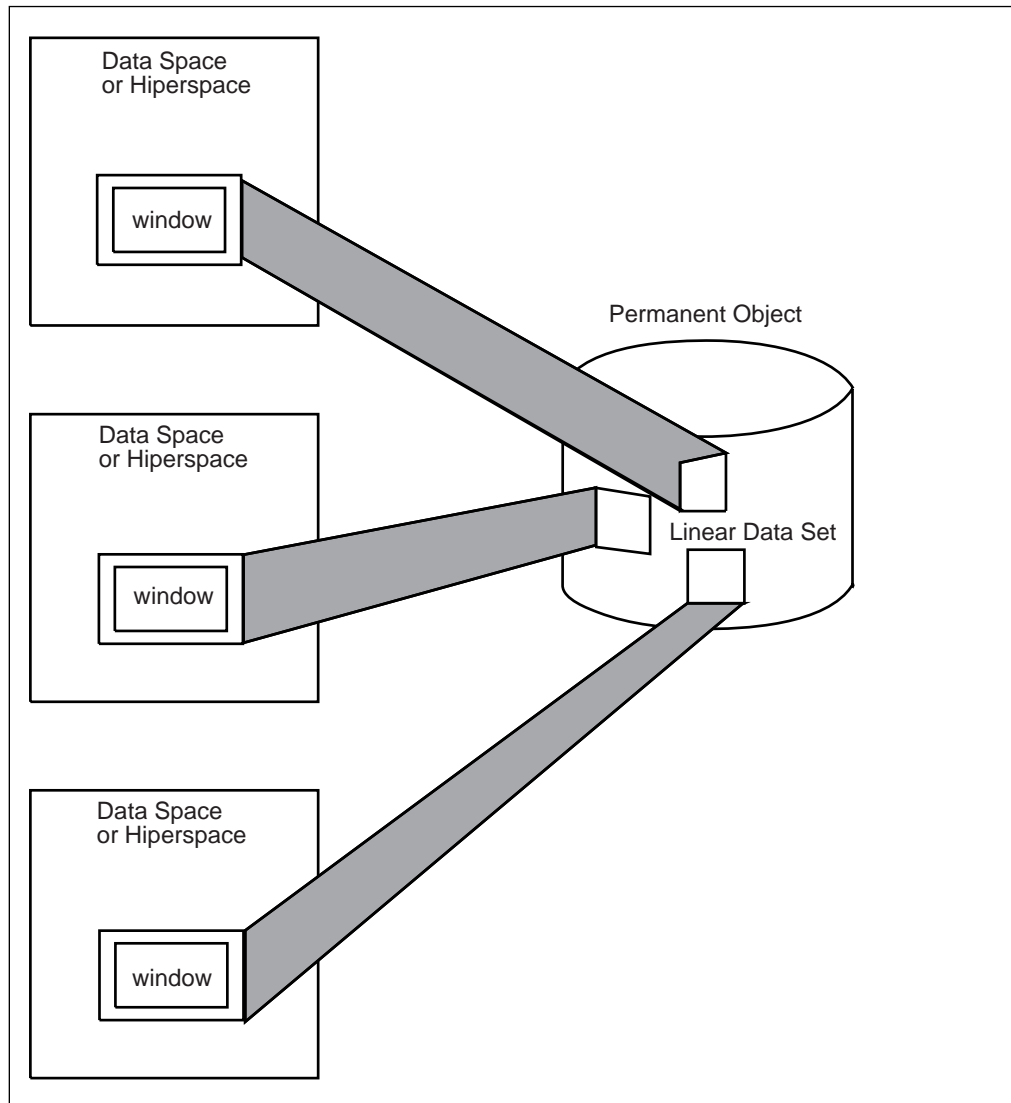 Data Space
or Hiperspace
window
Permanent Object
Data Space
or Hiperspace
Linear Data Set
window
Data Space
or Hiperspace
window